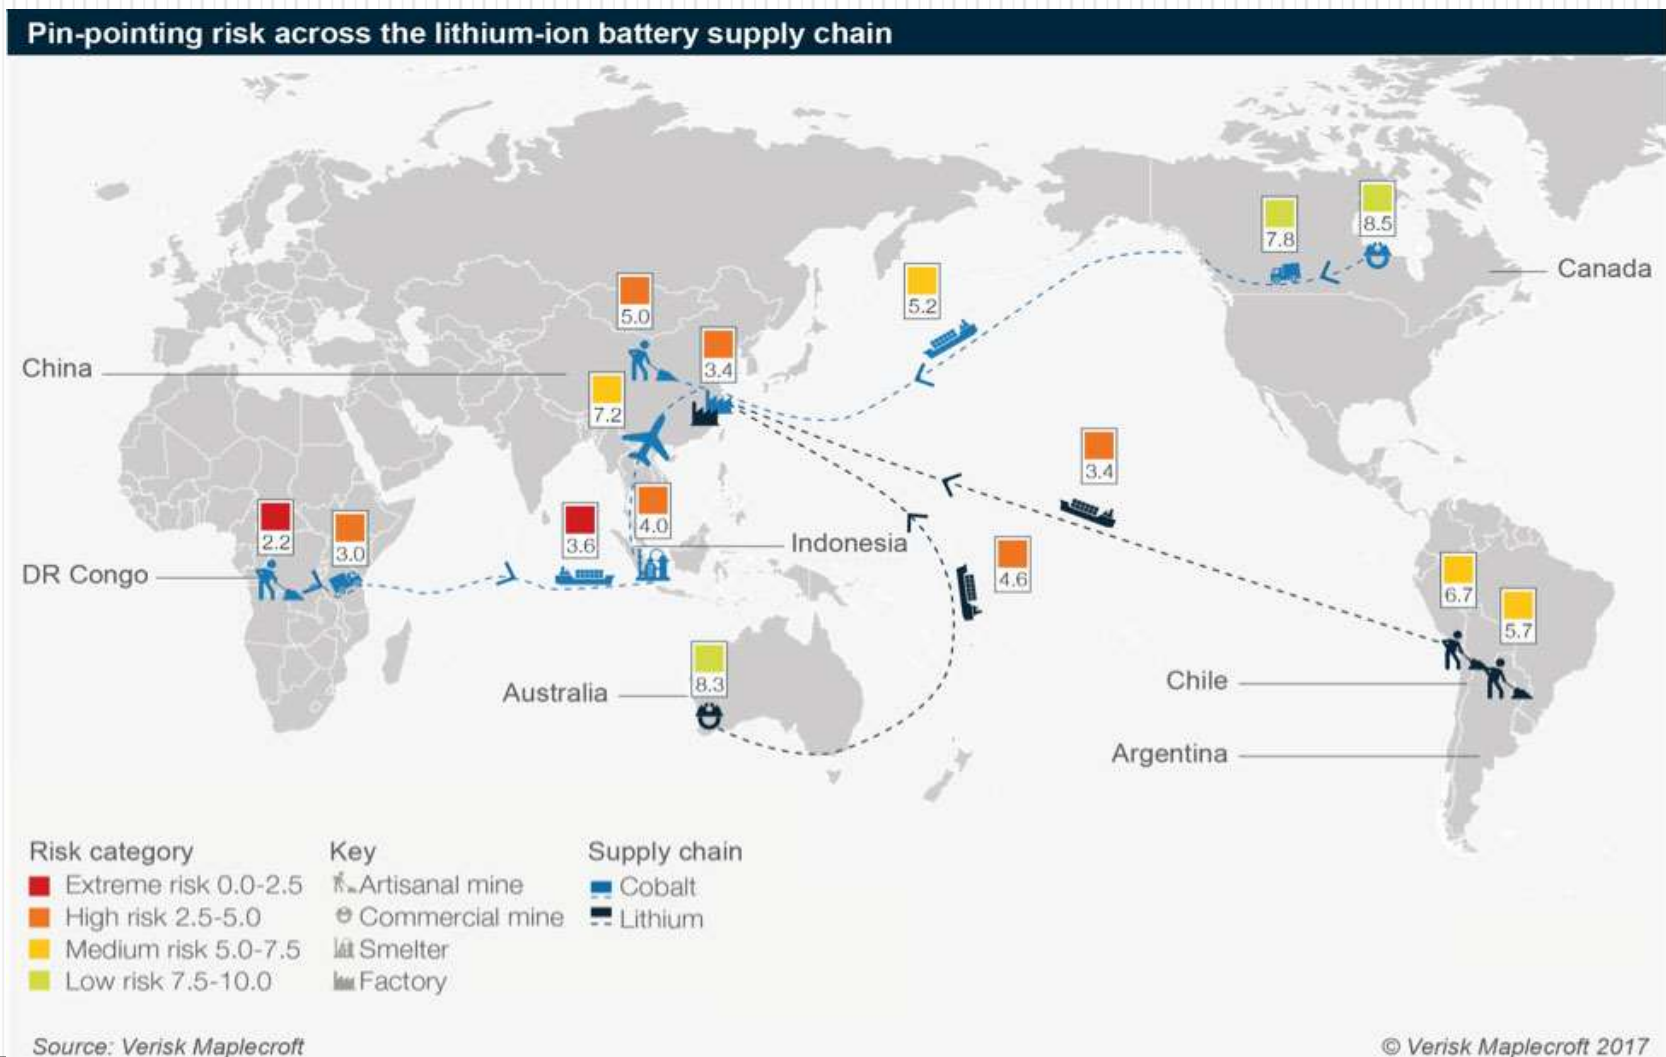 Pin-pointing risk across the lithium-ion battery supply chain
8.5
7.8
Canada
5.2
5.0
3.4
China
7.2
3.4
2.2
3.0
3.6
4.0
Indonesia
DR Congo
4.6
6.7
5.7
8.3
Australia
Chile
Argentina
Risk category
Extreme risk 0.0-2.5
High risk 2.5-5.0
Medium risk 5.0-7.5
Low risk 7.5-10.0
Key
Artisanal mine
Commercial mine
Smelter
Factory
Supply chain
Cobalt
Lithium
Source: Verisk Maplecroft
© Verisk Maplecroft 2017